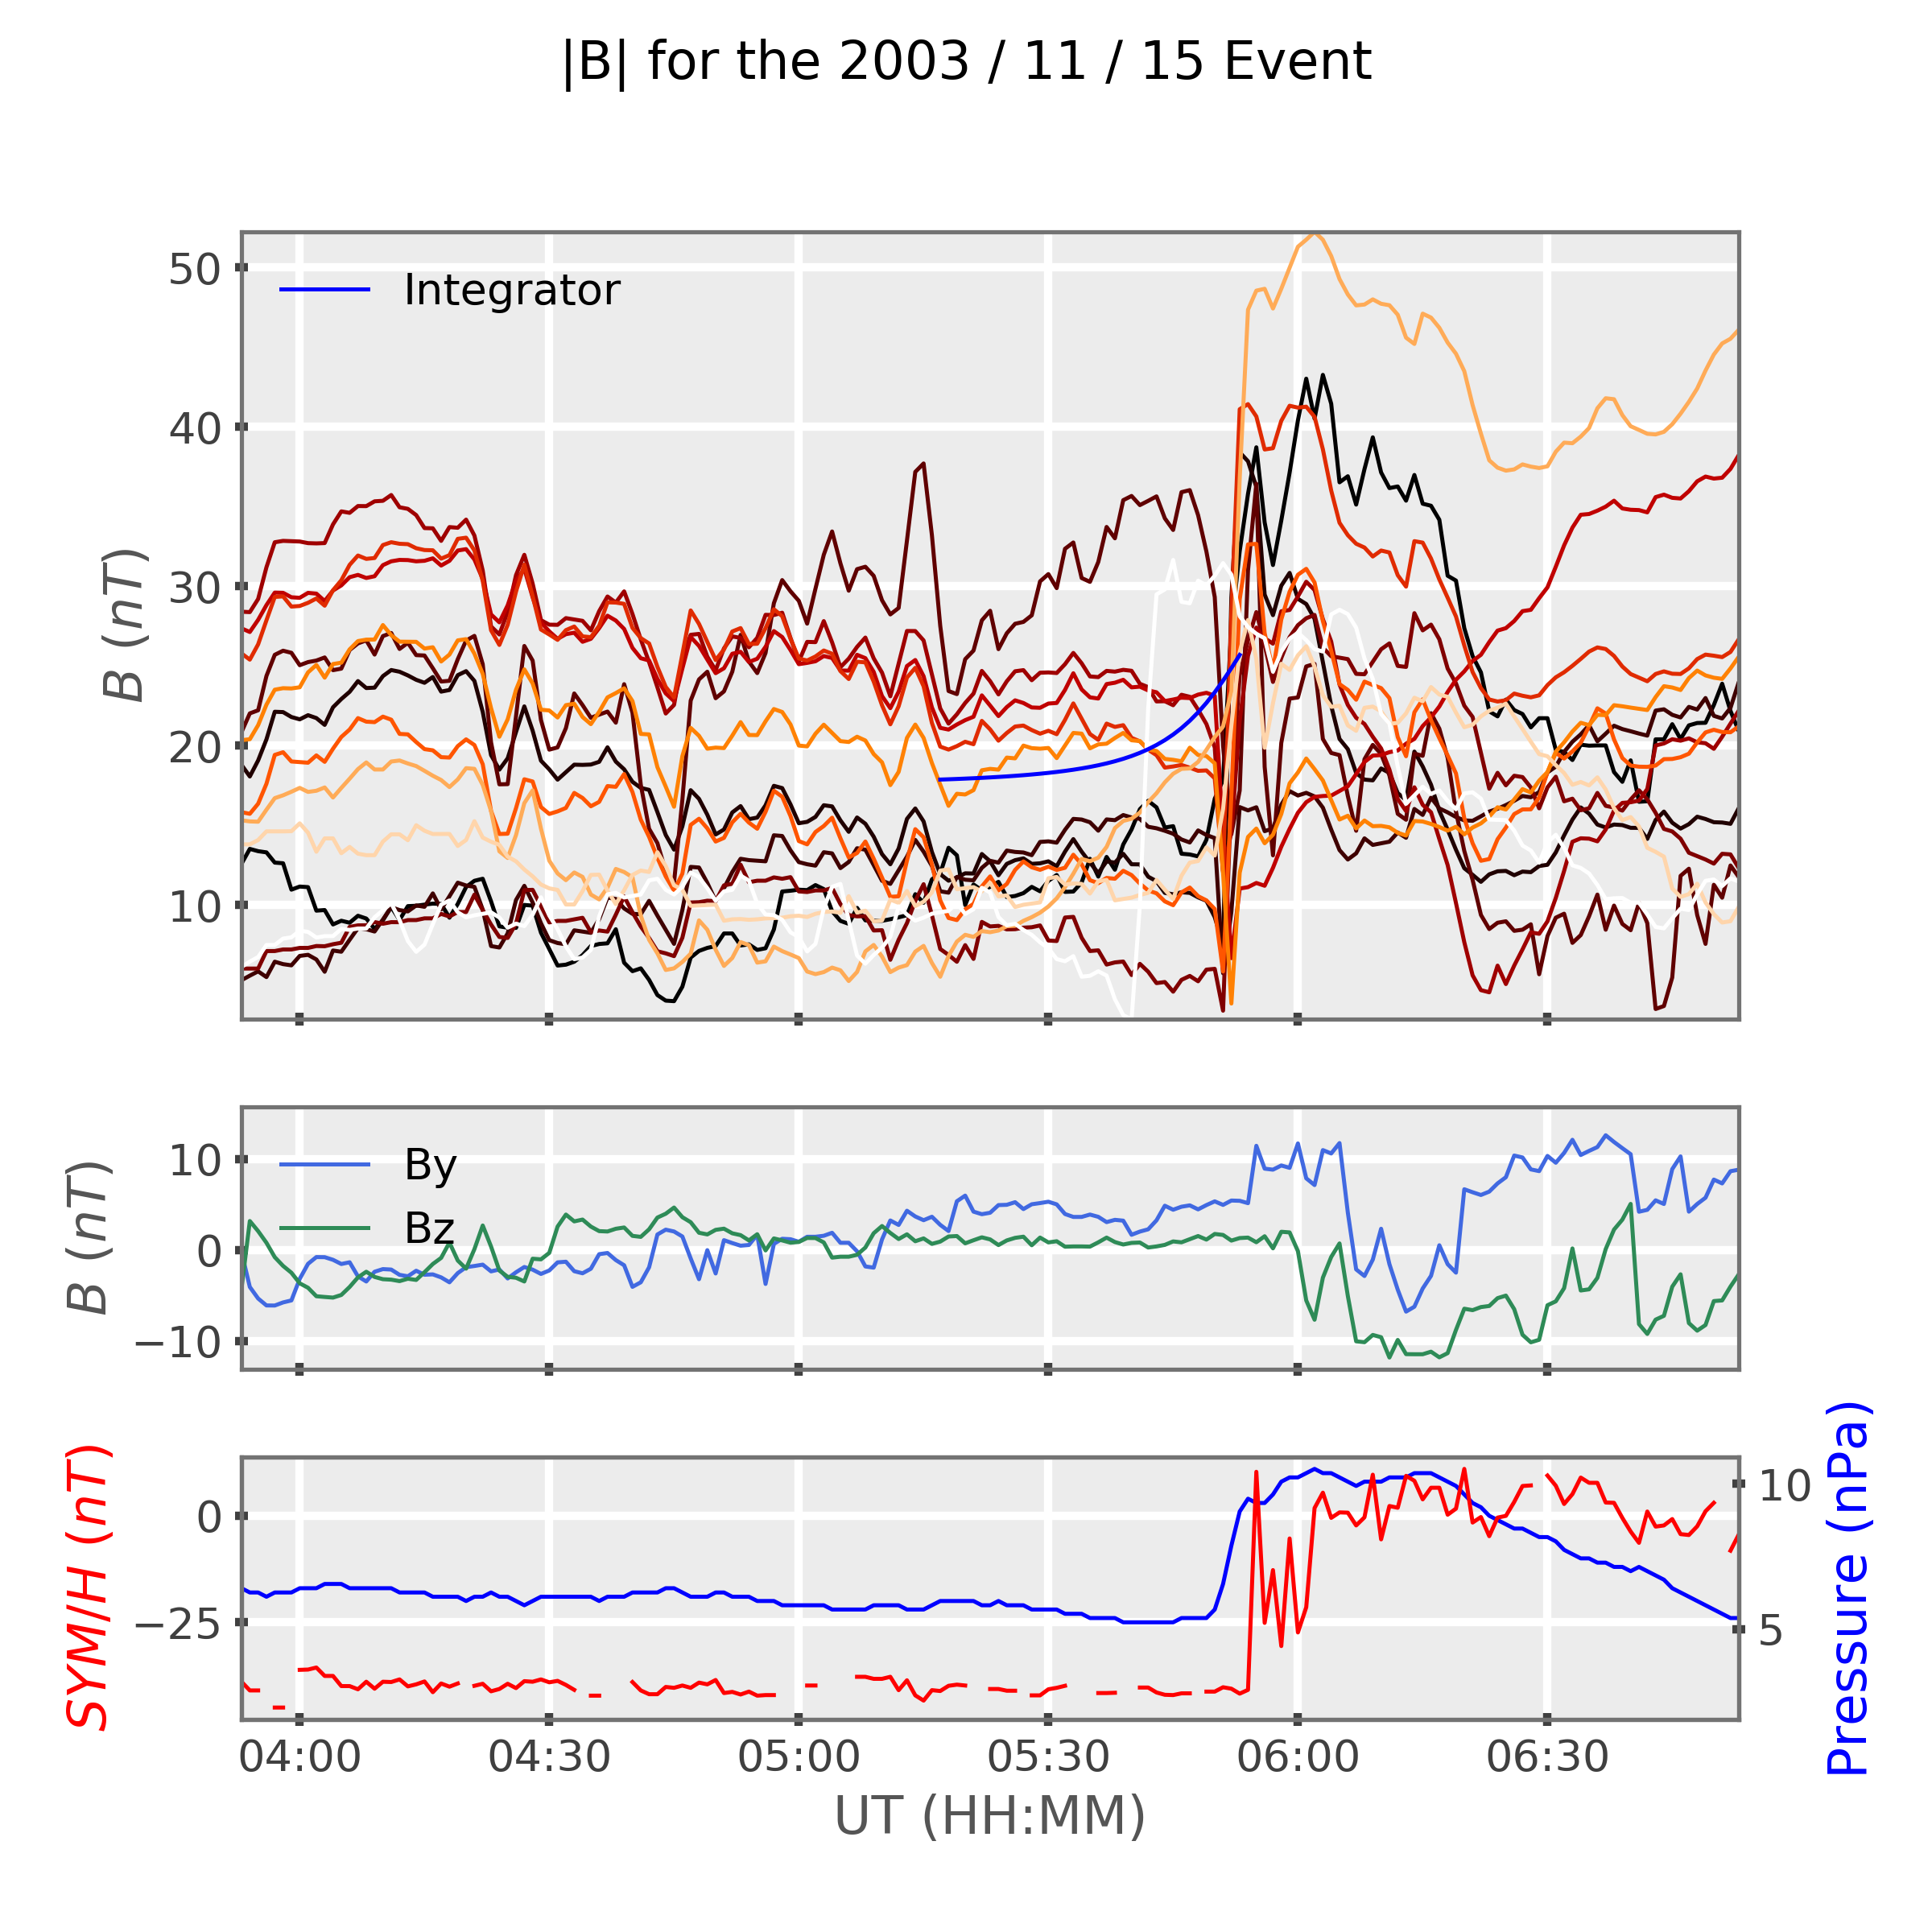 |B| for the 2003 / 11 / 15 Event
50
40
30
20
10
B (nT)
Integrator
10
0
−10
B (nT)
By
Bz
0
−25
SYM/H (nT)
10
5
Pressure (nPa)
04:00 04:30 05:00 05:30 06:00 06:30
UT (HH:MM)